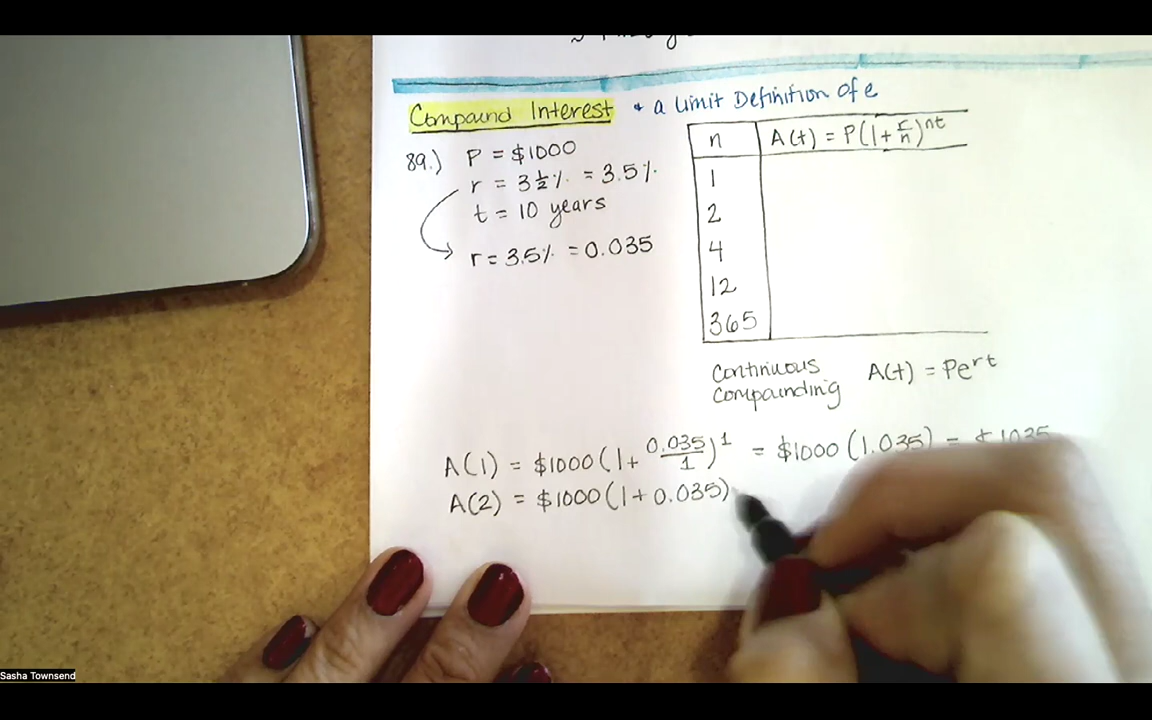 Compound Interest & a Limit Definition of e
89.) P = $1000
r = 3 1/2 % = 3.5%
t = 10 years
r = 3.5% = 0.035
n A(t) = P(1 + r/n)^nt
1
2
4
12
365
Continuous Compounding A(t) = Pe^rt
A(1) = $1000(1 + 0.035/1)^1 = $1000(1.035) = $1035
A(2) = $1000(1 + 0.035)
Sasha Townsend